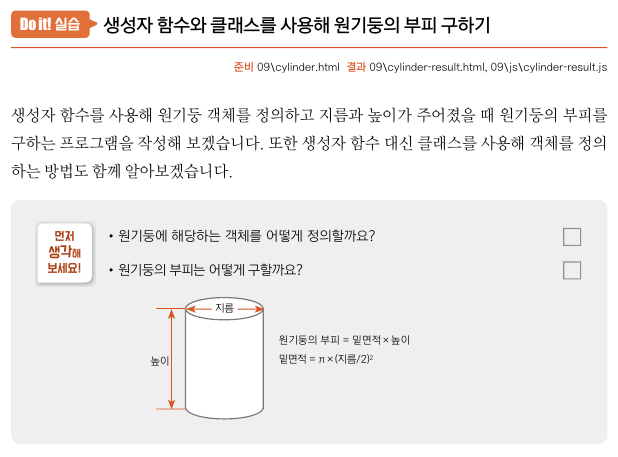 Do it! 실습 생성자 함수와 클래스를 사용해 원기둥의 부피 구하기
준비 09\cylinder.html 결과 09\cylinder-result.html, 09\js\cylinder-result.js
생성자 함수를 사용해 원기둥 객체를 정의하고 지름과 높이가 주어졌을 때 원기둥의 부피를
구하는 프로그램을 작성해 보겠습니다. 또한 생성자 함수 대신 클래스를 사용해 객체를 정의
하는 방법도 함께 알아보겠습니다.
먼저
생각해
보세요!
• 원기둥에 해당하는 객체를 어떻게 정의할까요?
• 원기둥의 부피는 어떻게 구할까요?
지름
높이
원기둥의 부피 = 밑면적 × 높이
밑면적 = π × (지름/2)²